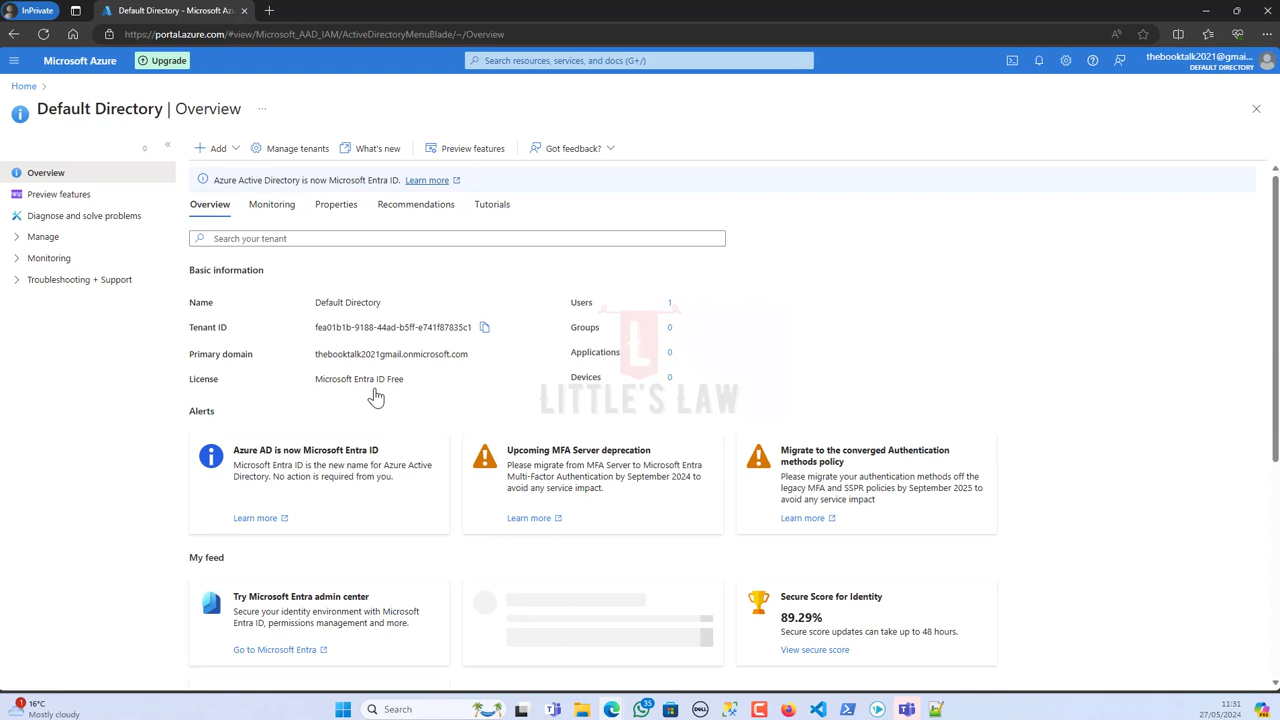 InPrivate
Default Directory - Microsoft Az
https://portal.azure.com/#view/Microsoft_AAD_IAM/ActiveDirectoryMenuBlade/~/Overview
Microsoft Azure
Upgrade
Search resources, services, and docs (G+/)
thebooktalk2021@gmai...
DEFAULT DIRECTORY
Home
Default Directory | Overview
...
Add
Manage tenants
What's new
Preview features
Got feedback?
Overview
Preview features
Diagnose and solve problems
Manage
Monitoring
Troubleshooting + Support
Azure Active Directory is now Microsoft Entra ID. Learn more
Overview
Monitoring
Properties
Recommendations
Tutorials
Search your tenant
Basic information
Name
Default Directory
Users
1
Tenant ID
fea01b1b-9188-44ad-b5ff-e741f87835c1
Groups
0
Primary domain
thebooktalk2021gmail.onmicrosoft.com
Applications
0
License
Microsoft Entra ID Free
Devices
0
L
LITTLE'S LAW
Alerts
Azure AD is now Microsoft Entra ID
Microsoft Entra ID is the new name for Azure Active
Directory. No action is required from you.
Learn more
Upcoming MFA Server deprecation
Please migrate from MFA Server to Microsoft Entra
Multi-Factor Authentication by September 2024 to
avoid any service impact.
Learn more
Migrate to the converged Authentication
methods policy
Please migrate your authentication methods off the
legacy MFA and SSPR policies by September 2025 to
avoid any service impact
Learn more
My feed
Try Microsoft Entra admin center
Secure your identity environment with Microsoft
Entra ID, permissions management and more.
Go to Microsoft Entra
Secure Score for Identity
89.29%
Secure score updates can take up to 48 hours.
View secure score
1
16°C
Mostly cloudy
Search
35
DELL
11:31
27/05/2024